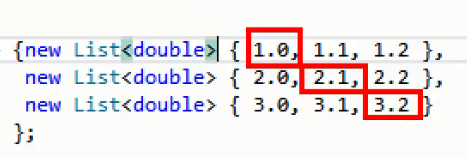 {new List<double> { 1.0, 1.1, 1.2 },
new List<double> { 2.0, 2.1, 2.2 },
new List<double> { 3.0, 3.1, 3.2 }
};